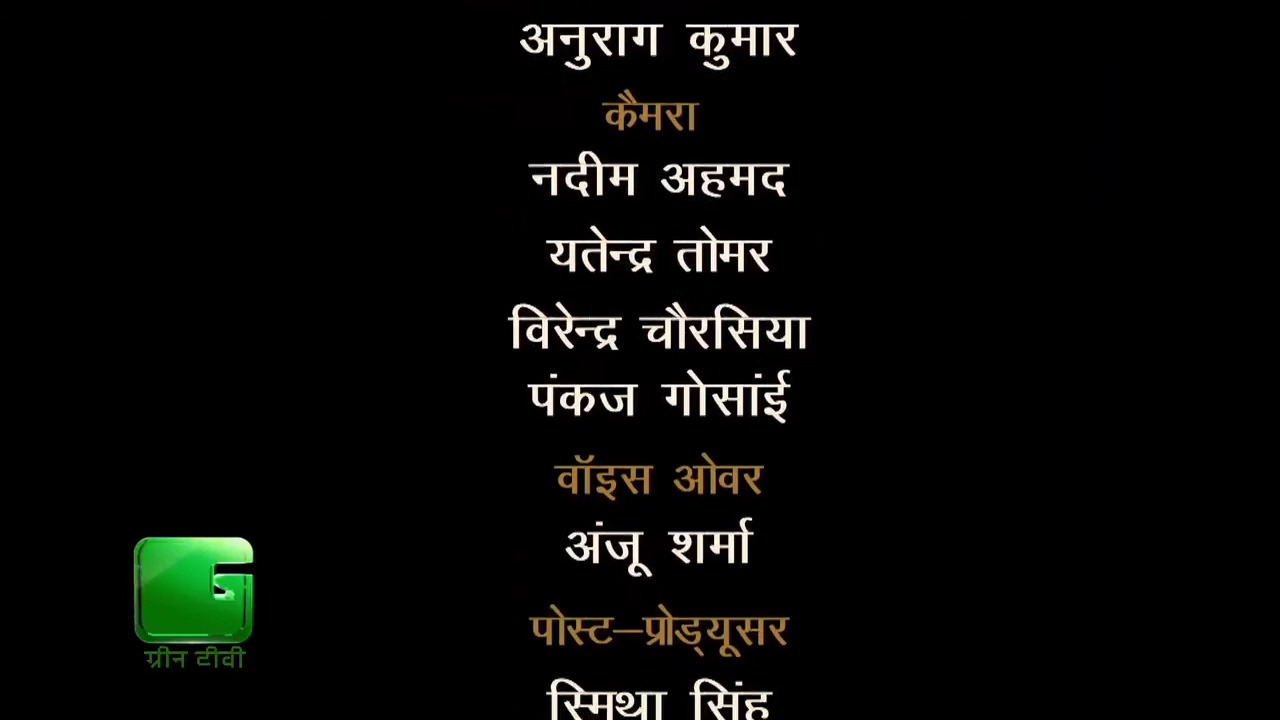 अनुराग कुमार
कैमरा
नदीम अहमद
यतेन्द्र तोमर
विरेन्द्र चौरसिया
पंकज गोसांई
वॉइस ओवर
अंजू शर्मा
पोस्ट–प्रोड्यूसर
स्मिथा सिंह
ग्रीन टीवी